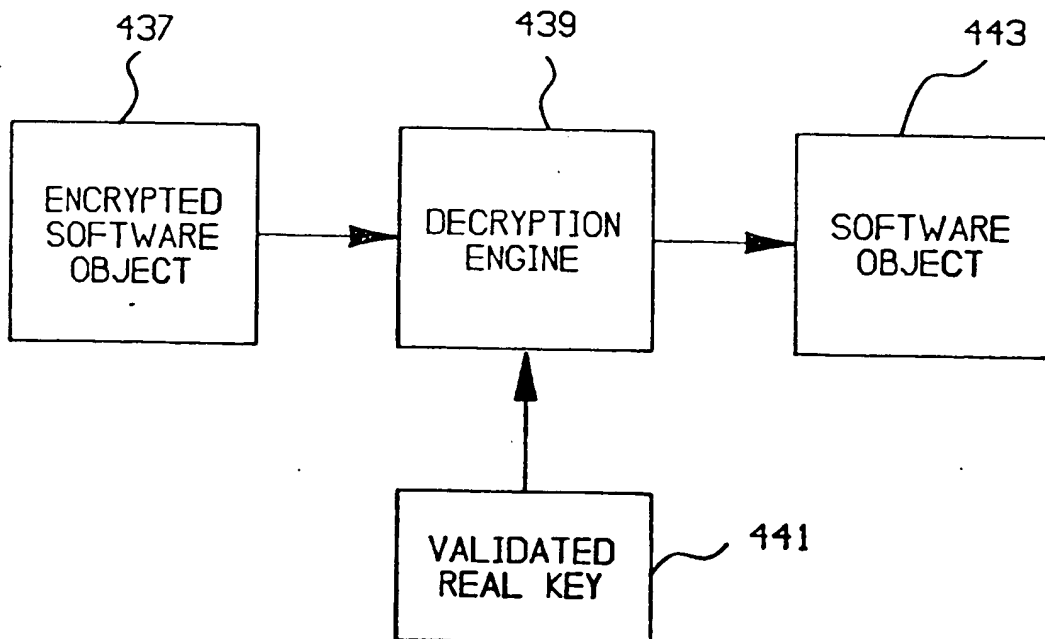 437
439
443
ENCRYPTED
SOFTWARE
OBJECT
DECRYPTION
ENGINE
SOFTWARE
OBJECT
VALIDATED
REAL KEY
441